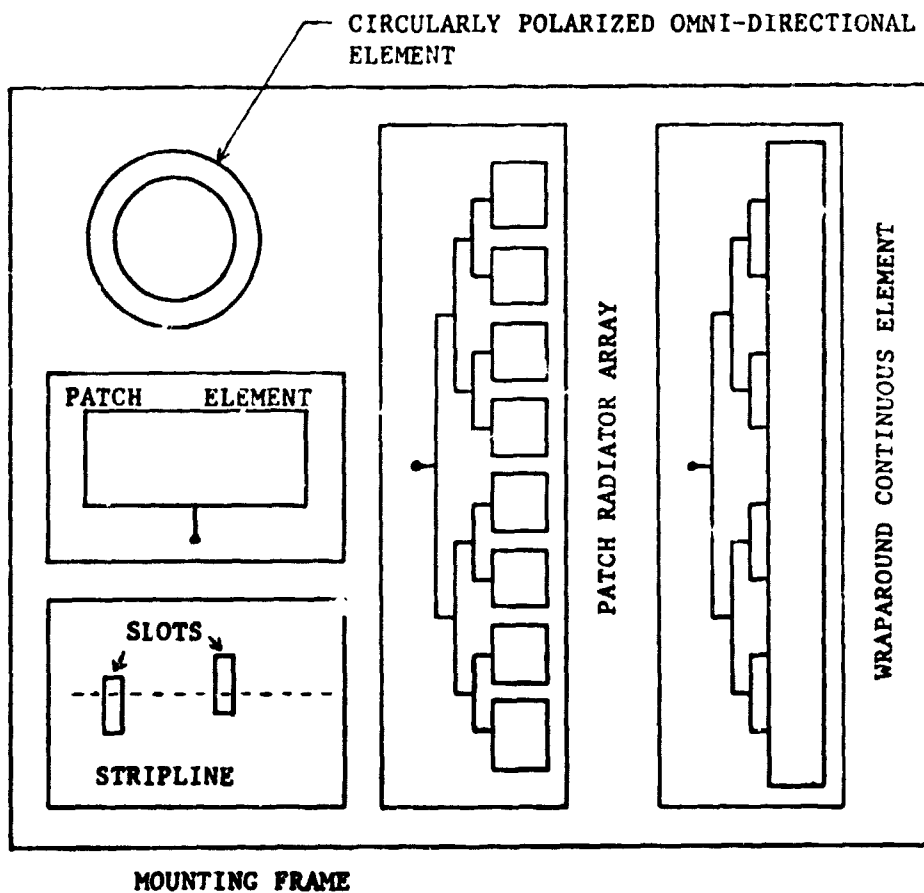 CIRCULARLY POLARIZED OMNI-DIRECTIONAL
ELEMENT
PATCH ELEMENT
SLOTS
STRIPLINE
PATCH RADIATOR ARRAY
WRAPAROUND CONTINUOUS ELEMENT
MOUNTING FRAME